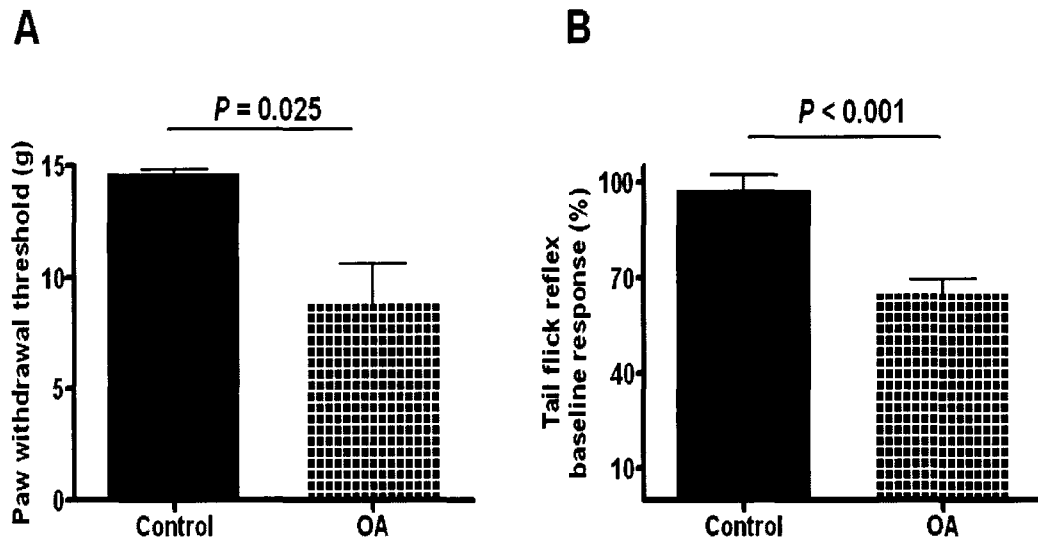 A
P = 0.025
Paw withdrawal threshold (g)
15
10
5
0
Control
OA
B
P < 0.001
Tail flick reflex
baseline response (%)
100
70
40
10
Control
OA